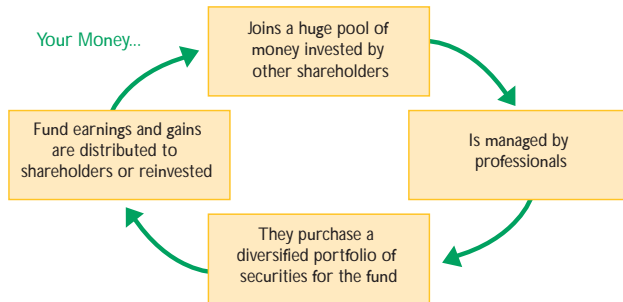 Your Money...
Joins a huge pool of
money invested by
other shareholders
Is managed by
professionals
They purchase a
diversified portfolio of
securities for the fund
Fund earnings and gains
are distributed to
shareholders or reinvested